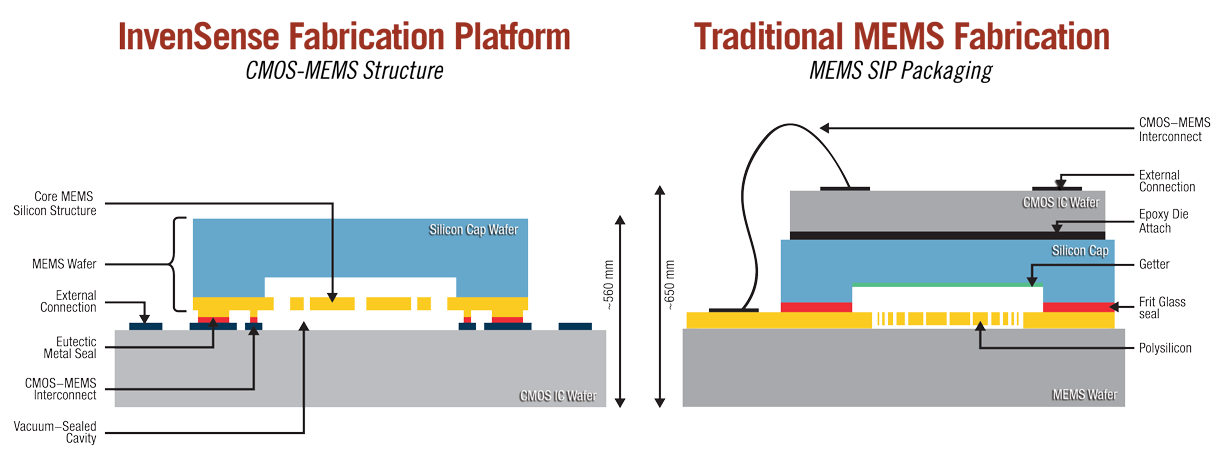 InvenSense Fabrication Platform
CMOS-MEMS Structure
Core MEMS
Silicon Structure
MEMS Wafer
External
Connection
Eutectic
Metal Seal
CMOS–MEMS
Interconnect
Vacuum–Sealed
Cavity
Silicon Cap Wafer
CMOS IC Wafer
~560 mm
Traditional MEMS Fabrication
MEMS SIP Packaging
~650 mm
CMOS–MEMS
Interconnect
External
Connection
CMOS IC Wafer
Epoxy Die
Attach
Silicon Cap
Getter
Frit Glass
seal
Polysilicon
MEMS Wafer